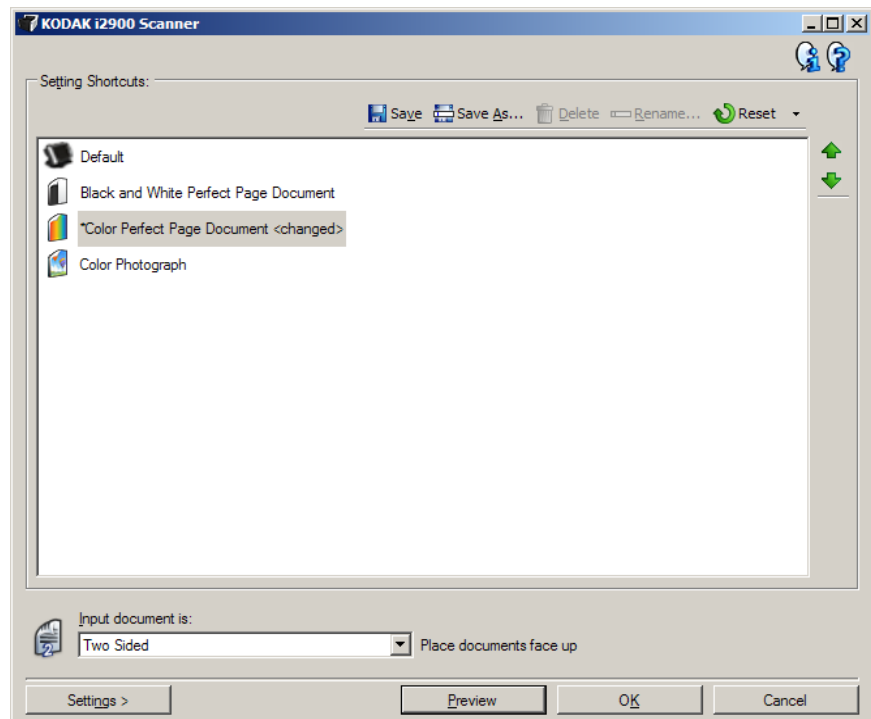 KODAK i2900 Scanner
Setting Shortcuts:
Save Save As... Delete Rename... Reset
Default
Black and White Perfect Page Document
*Color Perfect Page Document <changed>
Color Photograph
Input document is:
2
Two Sided Place documents face up
Settings > Preview OK Cancel